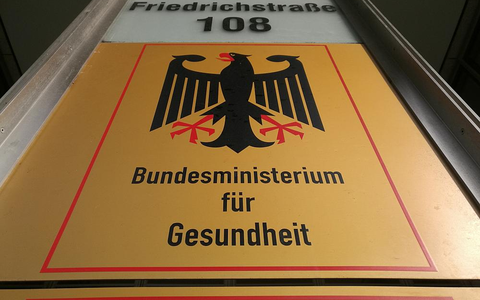 Friedrichstraße
108
Bundesministerium
für
Gesundheit